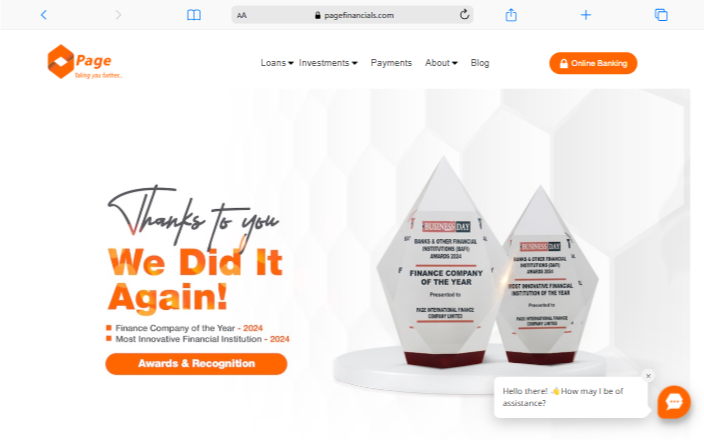 AA
pagefinancials.com
Page
Taking you further..
Loans
Investments
Payments
About
Blog
Online Banking
Thanks to you
We Did It
Again!
Finance Company of the Year - 2024
Most Innovative Financial Institution - 2024
Awards & Recognition
BUSINESS DAY
BANKS & OTHER FINANCIAL
INSTITUTIONS (BAFI)
AWARDS 2024
FINANCE COMPANY
OF THE YEAR
Presented to
PAGE INTERNATIONAL FINANCE
COMPANY LIMITED
BUSINESS DAY
BANKS & OTHER FINANCIAL
INSTITUTIONS (BAFI)
AWARDS 2024
MOST INNOVATIVE FINANCIAL
INSTITUTION OF THE YEAR
Presented to
PAGE INTERNATIONAL FINANCE
COMPANY LIMITED
Hello there! 👋How may I be of
assistance?